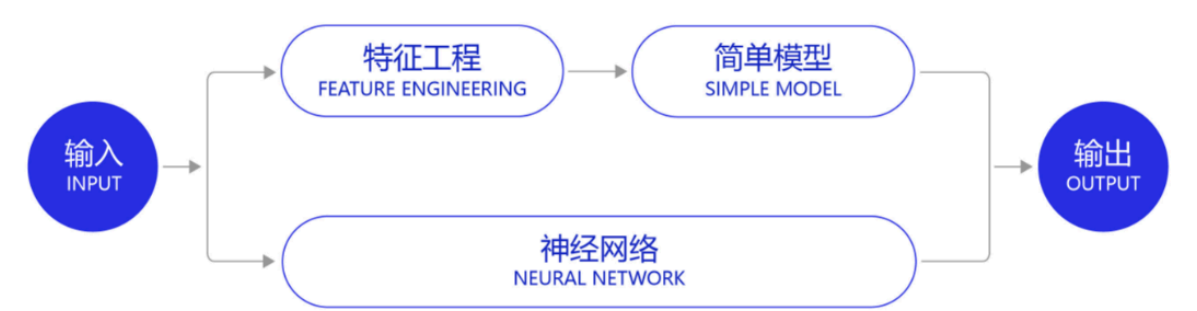 输入
INPUT
特征工程
FEATURE ENGINEERING
简单模型
SIMPLE MODEL
神经网络
NEURAL NETWORK
输出
OUTPUT